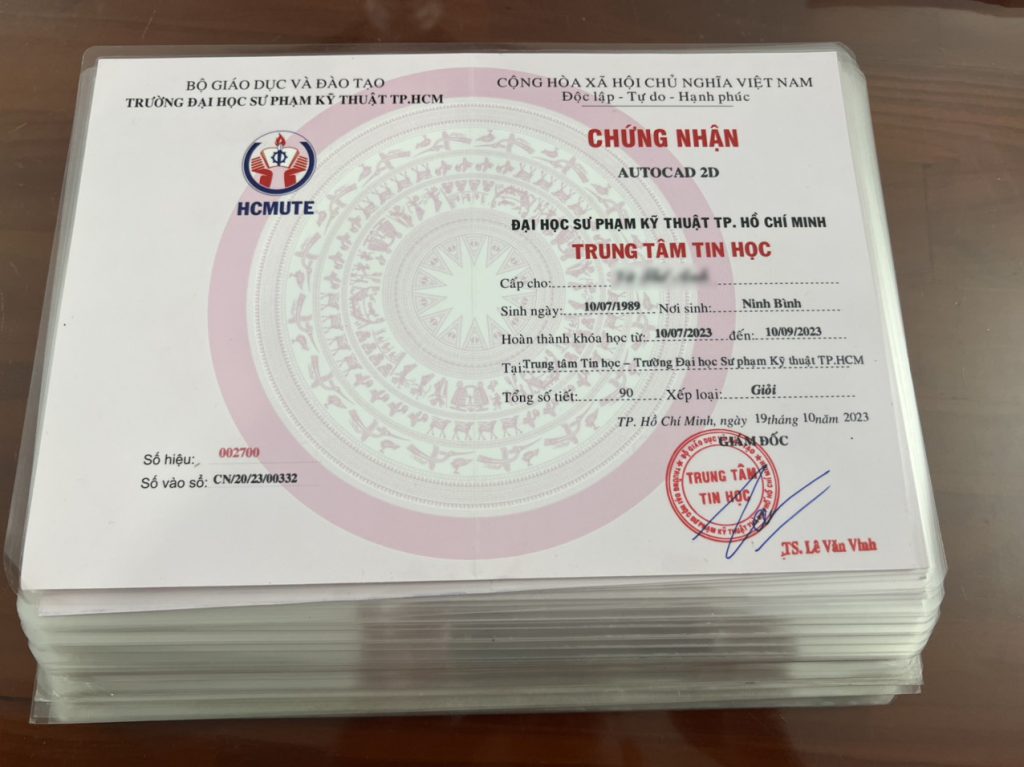 BỘ GIÁO DỤC VÀ ĐÀO TẠO
TRƯỜNG ĐẠI HỌC SƯ PHẠM KỸ THUẬT TP.HCM
HCMUTE
CỘNG HÒA XÃ HỘI CHỦ NGHĨA VIỆT NAM
Độc lập - Tự do - Hạnh phúc
CHỨNG NHẬN
AUTOCAD 2D
ĐẠI HỌC SƯ PHẠM KỸ THUẬT TP. HỒ CHÍ MINH
TRUNG TÂM TIN HỌC
Cấp cho:
Sinh ngày: 10/07/1989 Nơi sinh: Ninh Bình
Hoàn thành khóa học từ: 10/07/2023 đến: 10/09/2023
Tại: Trung tâm Tin học – Trường Đại học Sư phạm Kỹ thuật TP.HCM
Tổng số tiết: 90 Xếp loại: Giỏi
TP. Hồ Chí Minh, ngày 19tháng 10năm 2023
GIÁM ĐỐC
TRUNG TÂM
TIN HỌC
TS. Lê Văn Vinh
Số hiệu: 002700
Số vào sổ: CN/20/23/00332